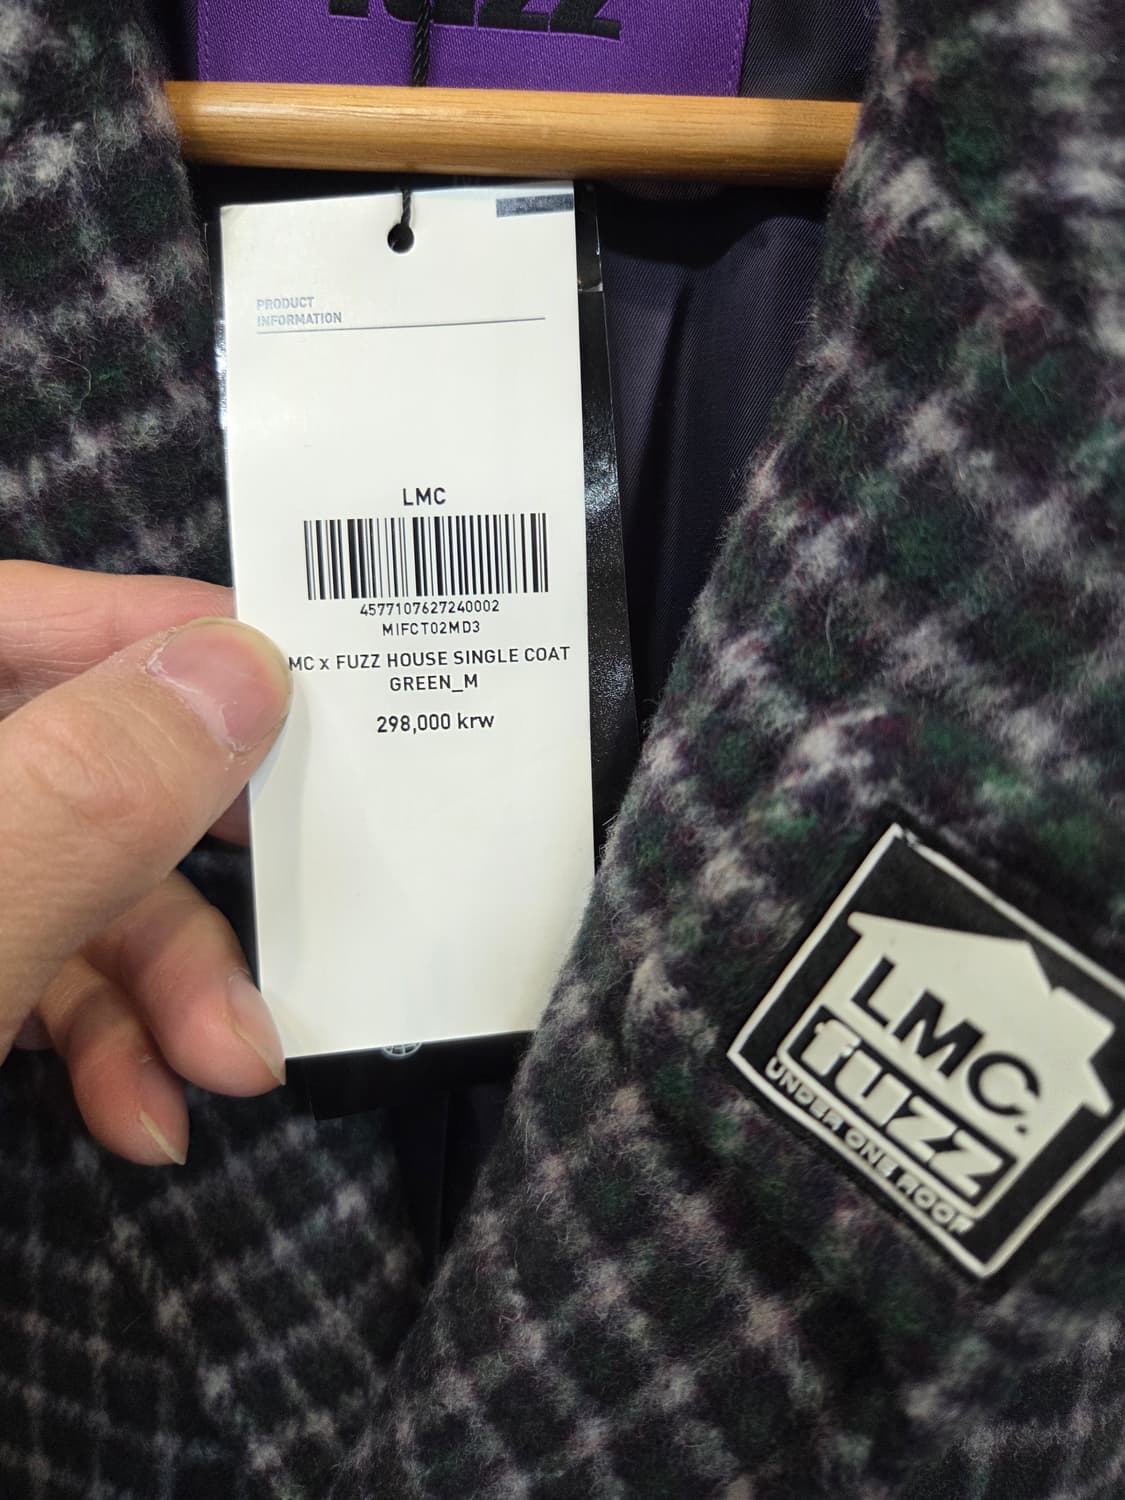 fuzz
PRODUCT
INFORMATION
LMC
4577107627240002
MIFCT02MD3
MC x FUZZ HOUSE SINGLE COAT
GREEN_M
298,000 krw
LMC.
fuzz
UNDER ONE ROOF